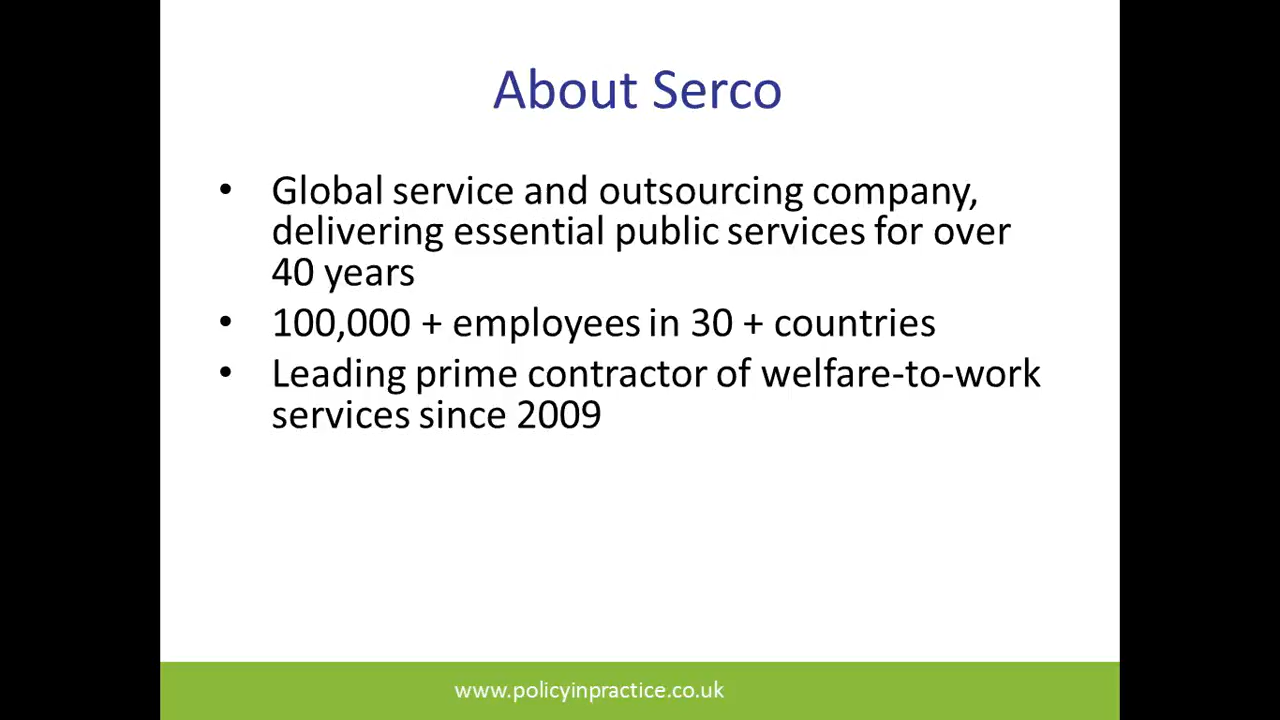 About Serco
• Global service and outsourcing company,
delivering essential public services for over
40 years
• 100,000 + employees in 30 + countries
• Leading prime contractor of welfare-to-work
services since 2009
www.policyinpractice.co.uk